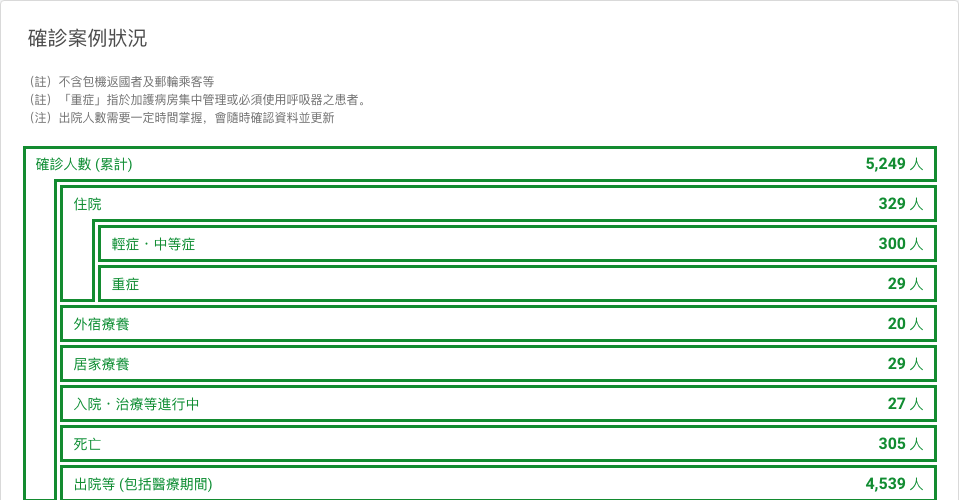 確診案例狀況
（註）不含包機返國者及郵輪乘客等
（註）「重症」指於加護病房集中管理或必須使用呼吸器之患者。
（注）出院人數需要一定時間掌握，會隨時確認資料並更新
確診人數 (累計) 5,249 人
住院 329 人
輕症・中等症 300 人
重症 29 人
外宿療養 20 人
居家療養 29 人
入院・治療等進行中 27 人
死亡 305 人
出院等 (包括醫療期間) 4,539 人